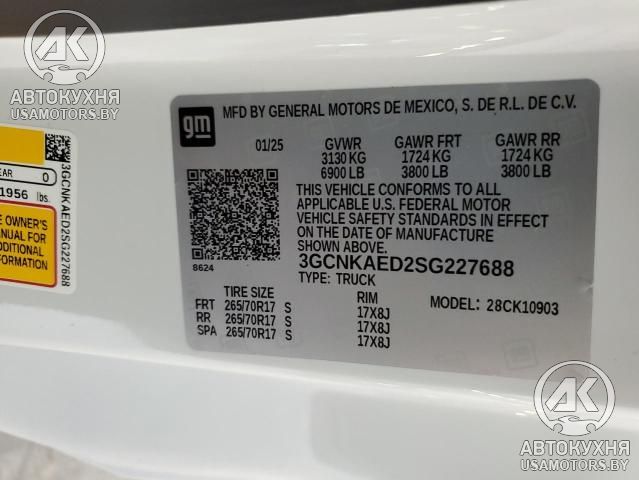 AK
АВТОКУХНЯ
USAMOTORS.BY
gm
MFD BY GENERAL MOTORS DE MEXICO, S. DE R.L. DE C.V.
01/25 GVWR GAWR FRT GAWR RR
3130 KG 1724 KG 1724 KG
6900 LB 3800 LB 3800 LB
THIS VEHICLE CONFORMS TO ALL
APPLICABLE U.S. FEDERAL MOTOR
VEHICLE SAFETY STANDARDS IN EFFECT
ON THE DATE OF MANUFACTURE
SHOWN ABOVE.
8624
3GCNKAED2SG227688
TYPE: TRUCK
TIRE SIZE RIM MODEL: 28CK10903
FRT 265/70R17 S 17X8J
RR 265/70R17 S 17X8J
SPA 265/70R17 S 17X8J
EAR 0
1956 lbs.
OWNER'S
MANUAL FOR
ADDITIONAL
INFORMATION
3GCNKAED2SG227688
AK
АВТОКУХНЯ
USAMOTORS.BY